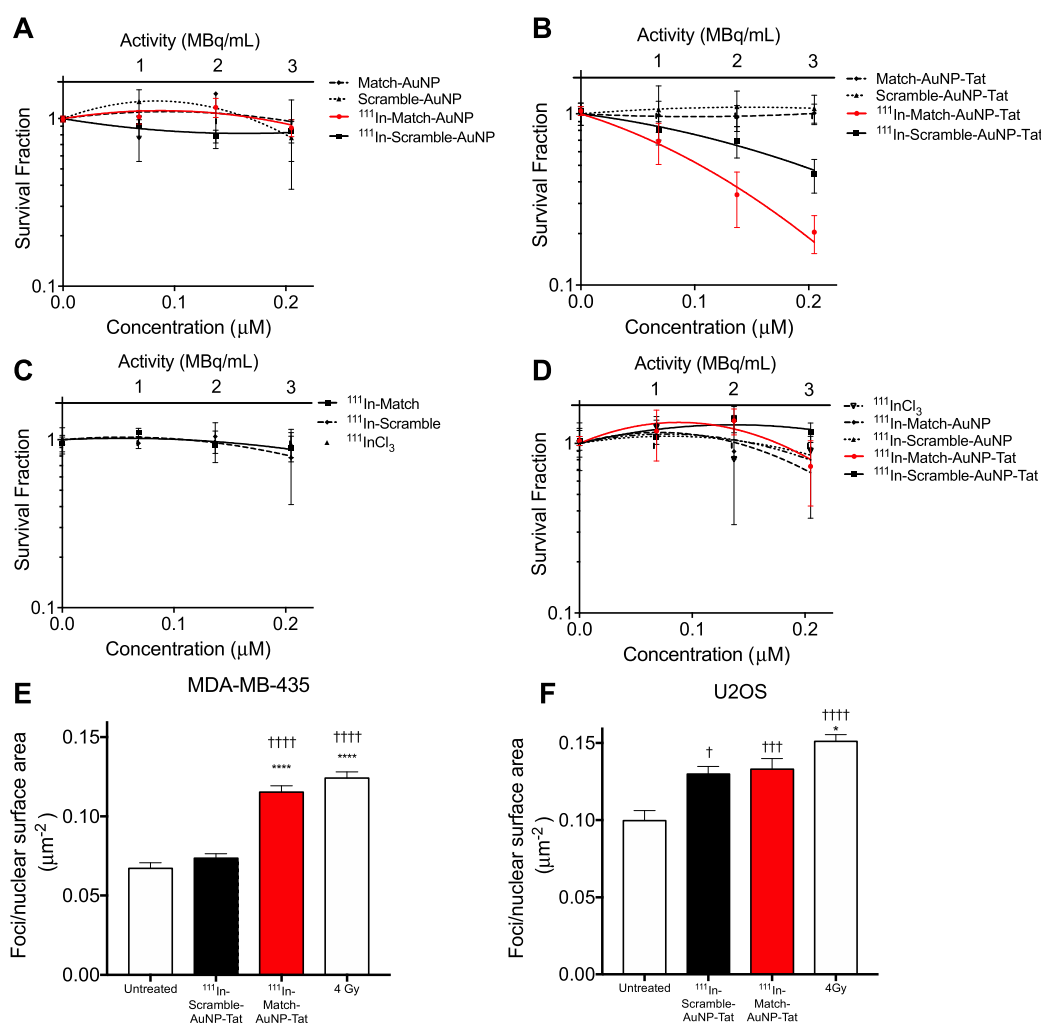 A
Activity (MBq/mL)
1 2 3
Match-AuNP
Scramble-AuNP
¹¹¹In-Match-AuNP
¹¹¹In-Scramble-AuNP
Survival Fraction
1
0.1
0.0 0.1 0.2
Concentration (μM)
B
Activity (MBq/mL)
1 2 3
Match-AuNP-Tat
Scramble-AuNP-Tat
¹¹¹In-Match-AuNP-Tat
¹¹¹In-Scramble-AuNP-Tat
Survival Fraction
1
0.1
0.0 0.1 0.2
Concentration (μM)
C
Activity (MBq/mL)
1 2 3
¹¹¹In-Match
¹¹¹In-Scramble
¹¹¹InCl₃
Survival Fraction
1
0.1
0.0 0.1 0.2
Concentration (μM)
D
Activity (MBq/mL)
1 2 3
¹¹¹InCl₃
¹¹¹In-Match-AuNP
¹¹¹In-Scramble-AuNP
¹¹¹In-Match-AuNP-Tat
¹¹¹In-Scramble-AuNP-Tat
Survival Fraction
1
0.1
0.0 0.1 0.2
Concentration (μM)
E
MDA-MB-435
Foci/nuclear surface area
(μm⁻²)
0.15
0.10
0.05
0.00
†††† ††††
**** ****
Untreated
¹¹¹In-
Scramble-
AuNP-Tat
¹¹¹In-
Match-
AuNP-Tat
4 Gy
F
U2OS
Foci/nuclear surface area
(μm⁻²)
0.15
0.10
0.05
0.00
† ††† ††††
*
Untreated
¹¹¹In-
Scramble-
AuNP-Tat
¹¹¹In-
Match-
AuNP-Tat
4Gy